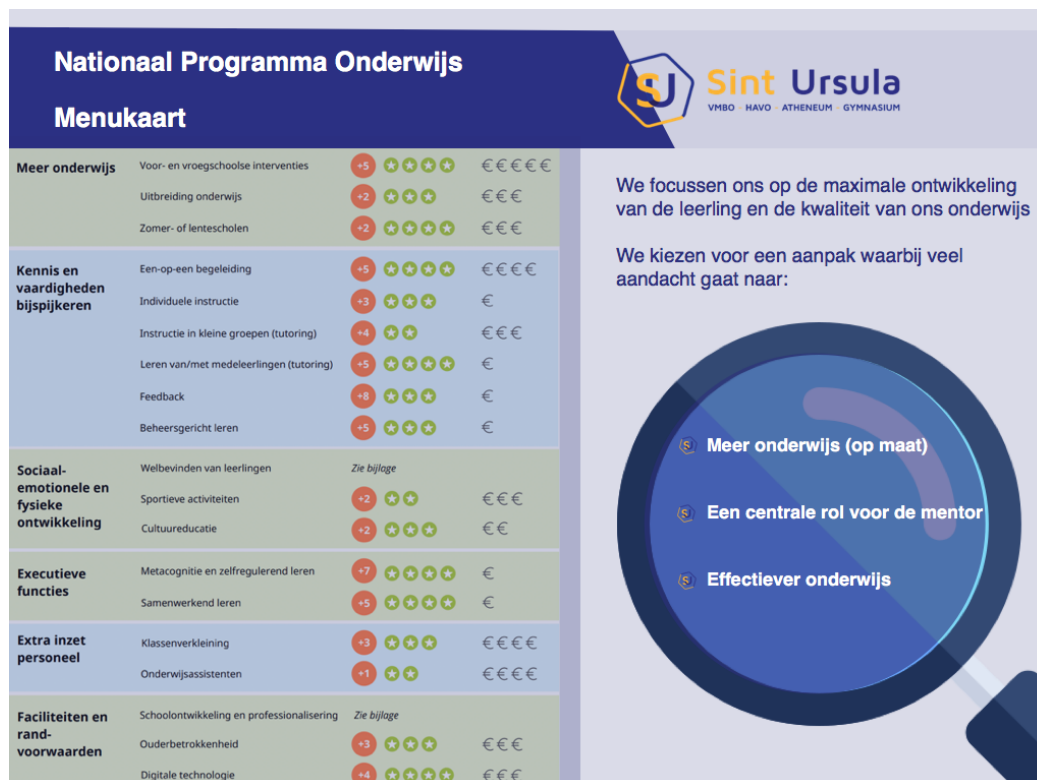 Nationaal Programma Onderwijs
Menukaart
SU Sint Ursula
VMBO HAVO ATHENEUM GYMNASIUM
Meer onderwijs
Voor- en vroegschoolse interventies +5 €€€€€
Uitbreiding onderwijs +2 €€€
Zomer- of lentescholen +2 €€€
Kennis en
vaardigheden
bijspijkeren
Een-op-een begeleiding +5 €€€€
Individuele instructie +3 €
Instructie in kleine groepen (tutoring) +4 €€€
Leren van/met medeleerlingen (tutoring) +5 €
Feedback +8 €
Beheersgericht leren +5 €
Sociaal-
emotionele en
fysieke
ontwikkeling
Welbevinden van leerlingen Zie bijlage
Sportieve activiteiten +2 €€€
Cultuureducatie +2 €€
Executieve
functies
Metacognitie en zelfregulerend leren +7 €
Samenwerkend leren +5 €
Extra inzet
personeel
Klassenverkleining +3 €€€€
Onderwijsassistenten +1 €€€€
Faciliteiten en
rand-
voorwaarden
Schoolontwikkeling en professionalisering Zie bijlage
Ouderbetrokkenheid +3 €€€
Digitale technologie +4 €€€
We focussen ons op de maximale ontwikkeling
van de leerling en de kwaliteit van ons onderwijs
We kiezen voor een aanpak waarbij veel
aandacht gaat naar:
Meer onderwijs (op maat)
Een centrale rol voor de mentor
Effectiever onderwijs